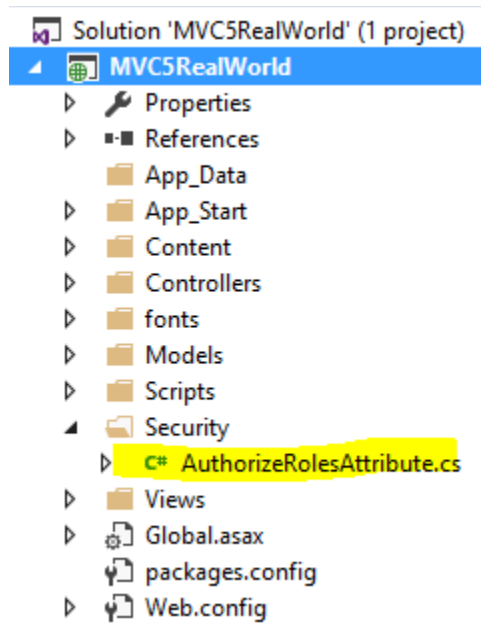 Solution 'MVC5RealWorld' (1 project)
MVC5RealWorld
Properties
References
App_Data
App_Start
Content
Controllers
fonts
Models
Scripts
Security
C# AuthorizeRolesAttribute.cs
Views
Global.asax
packages.config
Web.config